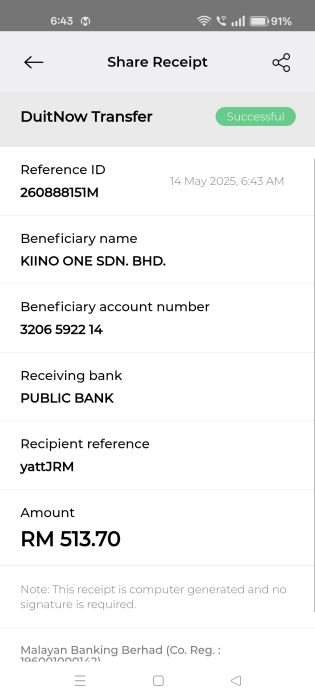 6:43
91%
Share Receipt
DuitNow Transfer
Successful
Reference ID
14 May 2025, 6:43 AM
260888151M
Beneficiary name
KIINO ONE SDN. BHD.
Beneficiary account number
3206 5922 14
Receiving bank
PUBLIC BANK
Recipient reference
yattJRM
Amount
RM 513.70
Note: This receipt is computer generated and no
signature is required.
Malayan Banking Berhad (Co. Reg. :
196001000142)